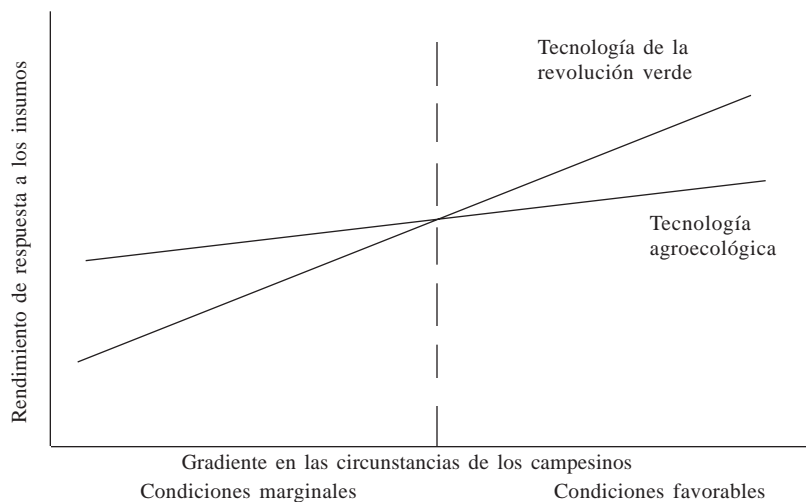 Tecnología de la
revolución verde
Rendimiento de respuesta a los insumos
Tecnología
agroecológica
Gradiente en las circunstancias de los campesinos
Condiciones marginales
Condiciones favorables